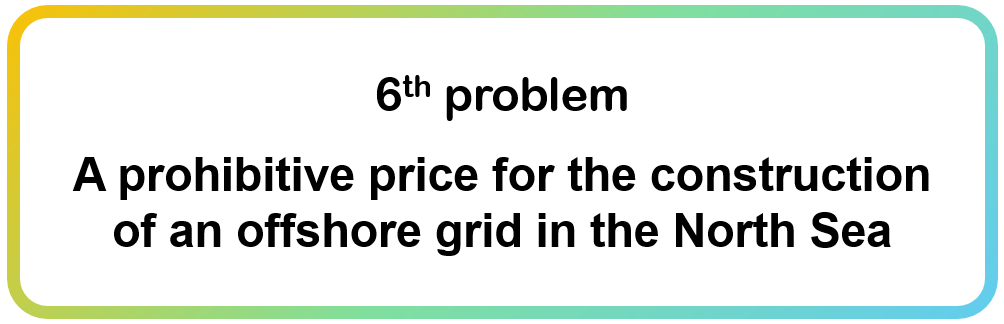 6th problem
A prohibitive price for the construction
of an offshore grid in the North Sea